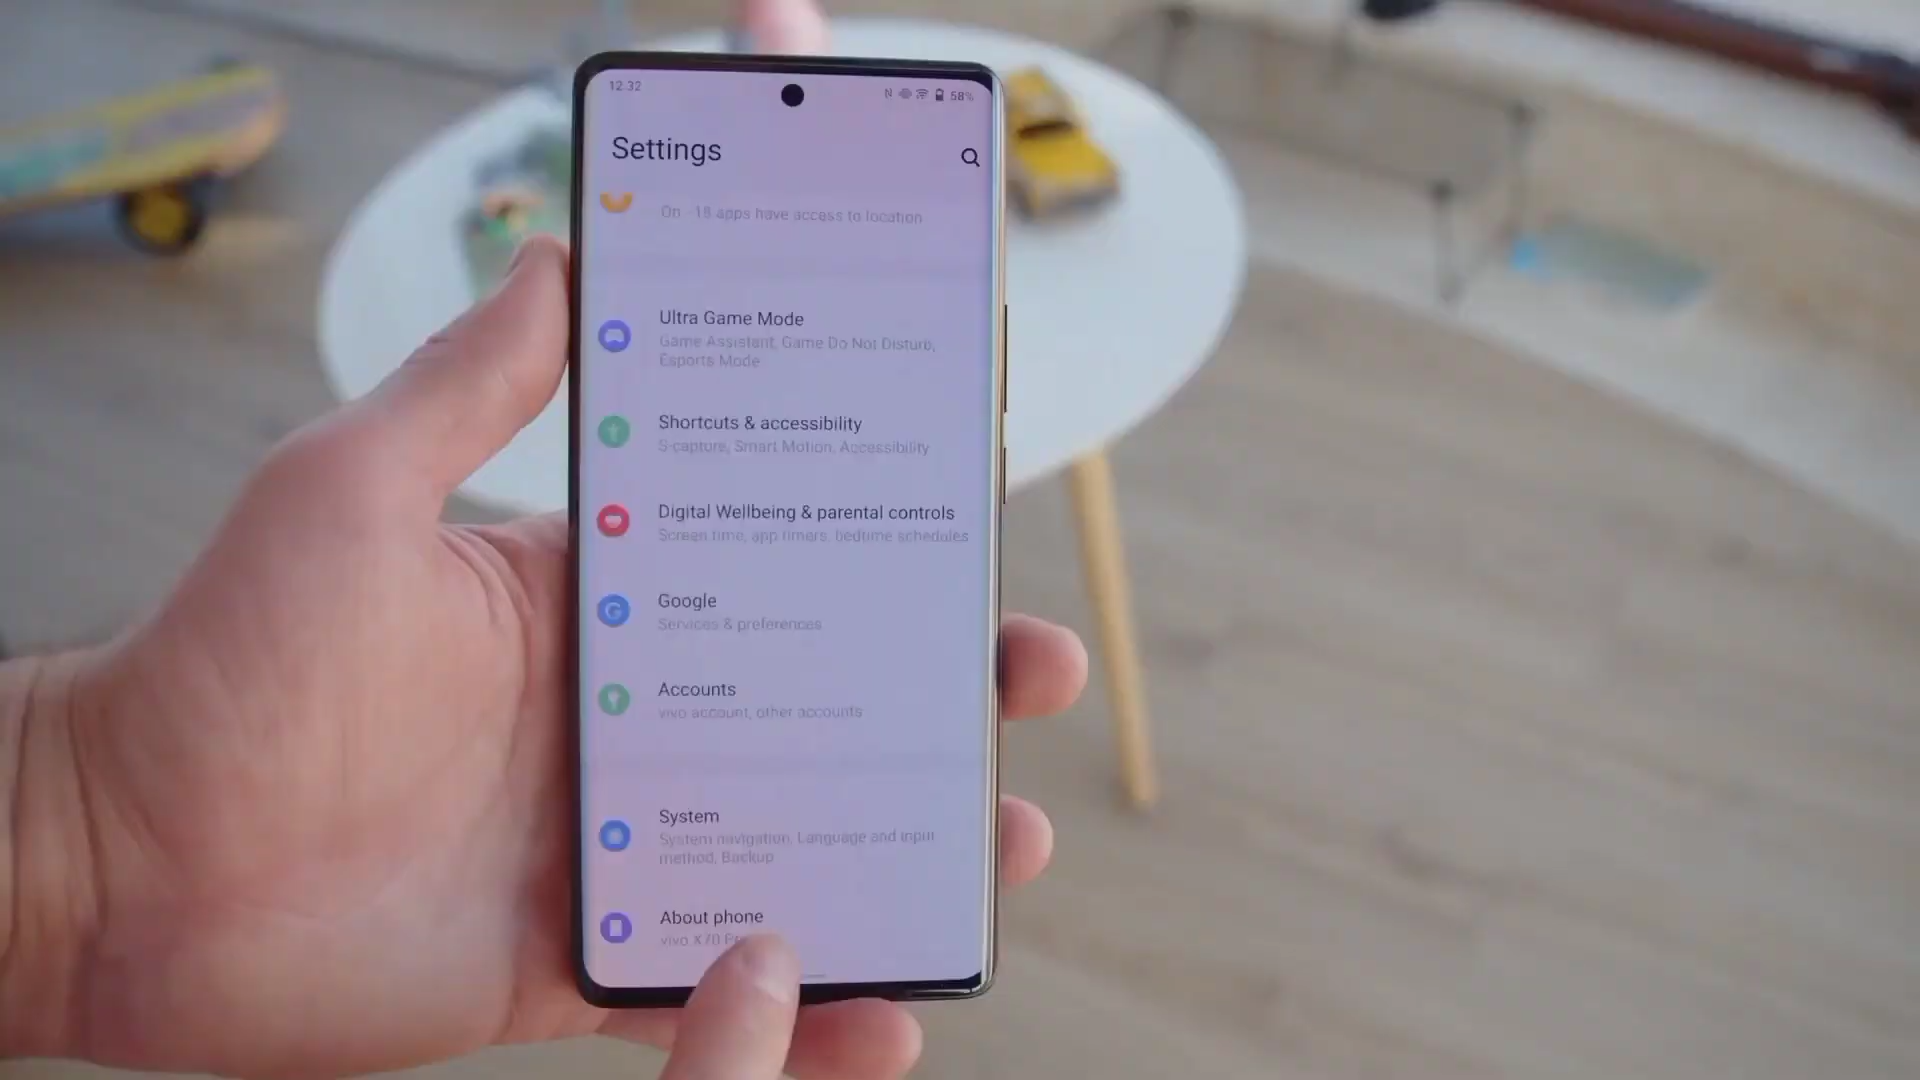 12.32
N 58%
Settings
On · 18 apps have access to location
Ultra Game Mode
Game Assistant, Game Do Not Disturb,
Esports Mode
Shortcuts & accessibility
S-capture, Smart Motion, Accessibility
Digital Wellbeing & parental controls
Screen time, app timers, bedtime schedules
G
Google
Services & preferences
Accounts
vivo account, other accounts
System
System navigation, Language and input
method, Backup
About phone
vivo X70